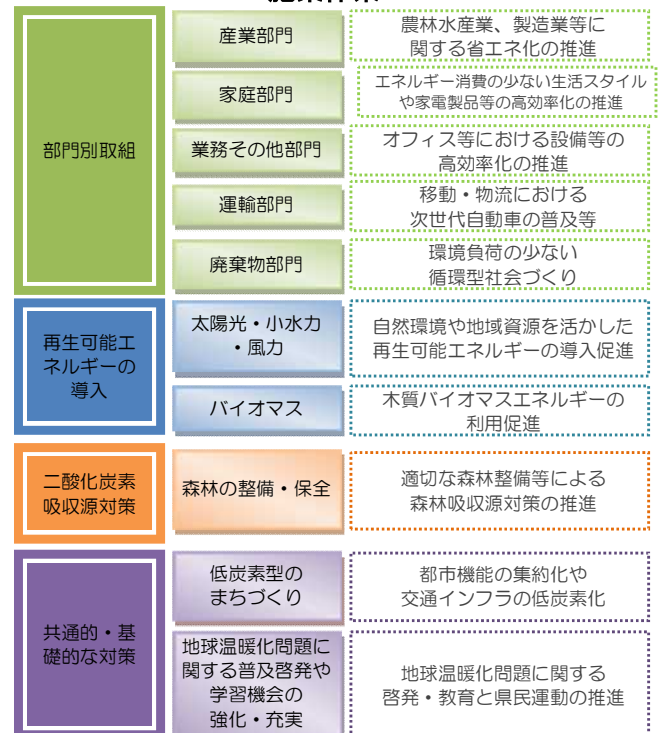 部門別取組
産業部門
農林水産業、製造業等に
関する省エネ化の推進
家庭部門
エネルギー消費の少ない生活スタイル
や家電製品等の高効率化の推進
業務その他部門
オフィス等における設備等の
高効率化の推進
運輸部門
移動・物流における
次世代自動車の普及等
廃棄物部門
環境負荷の少ない
循環型社会づくり
再生可能エ
ネルギーの
導入
太陽光・小水力
・風力
自然環境や地域資源を活かした
再生可能エネルギーの導入促進
バイオマス
木質バイオマスエネルギーの
利用促進
二酸化炭素
吸収源対策
森林の整備・保全
適切な森林整備等による
森林吸収源対策の推進
共通的・基
礎的な対策
低炭素型の
まちづくり
都市機能の集約化や
交通インフラの低炭素化
地球温暖化問題に
関する普及啓発や
学習機会の
強化・充実
地球温暖化問題に関する
啓発・教育と県民運動の推進